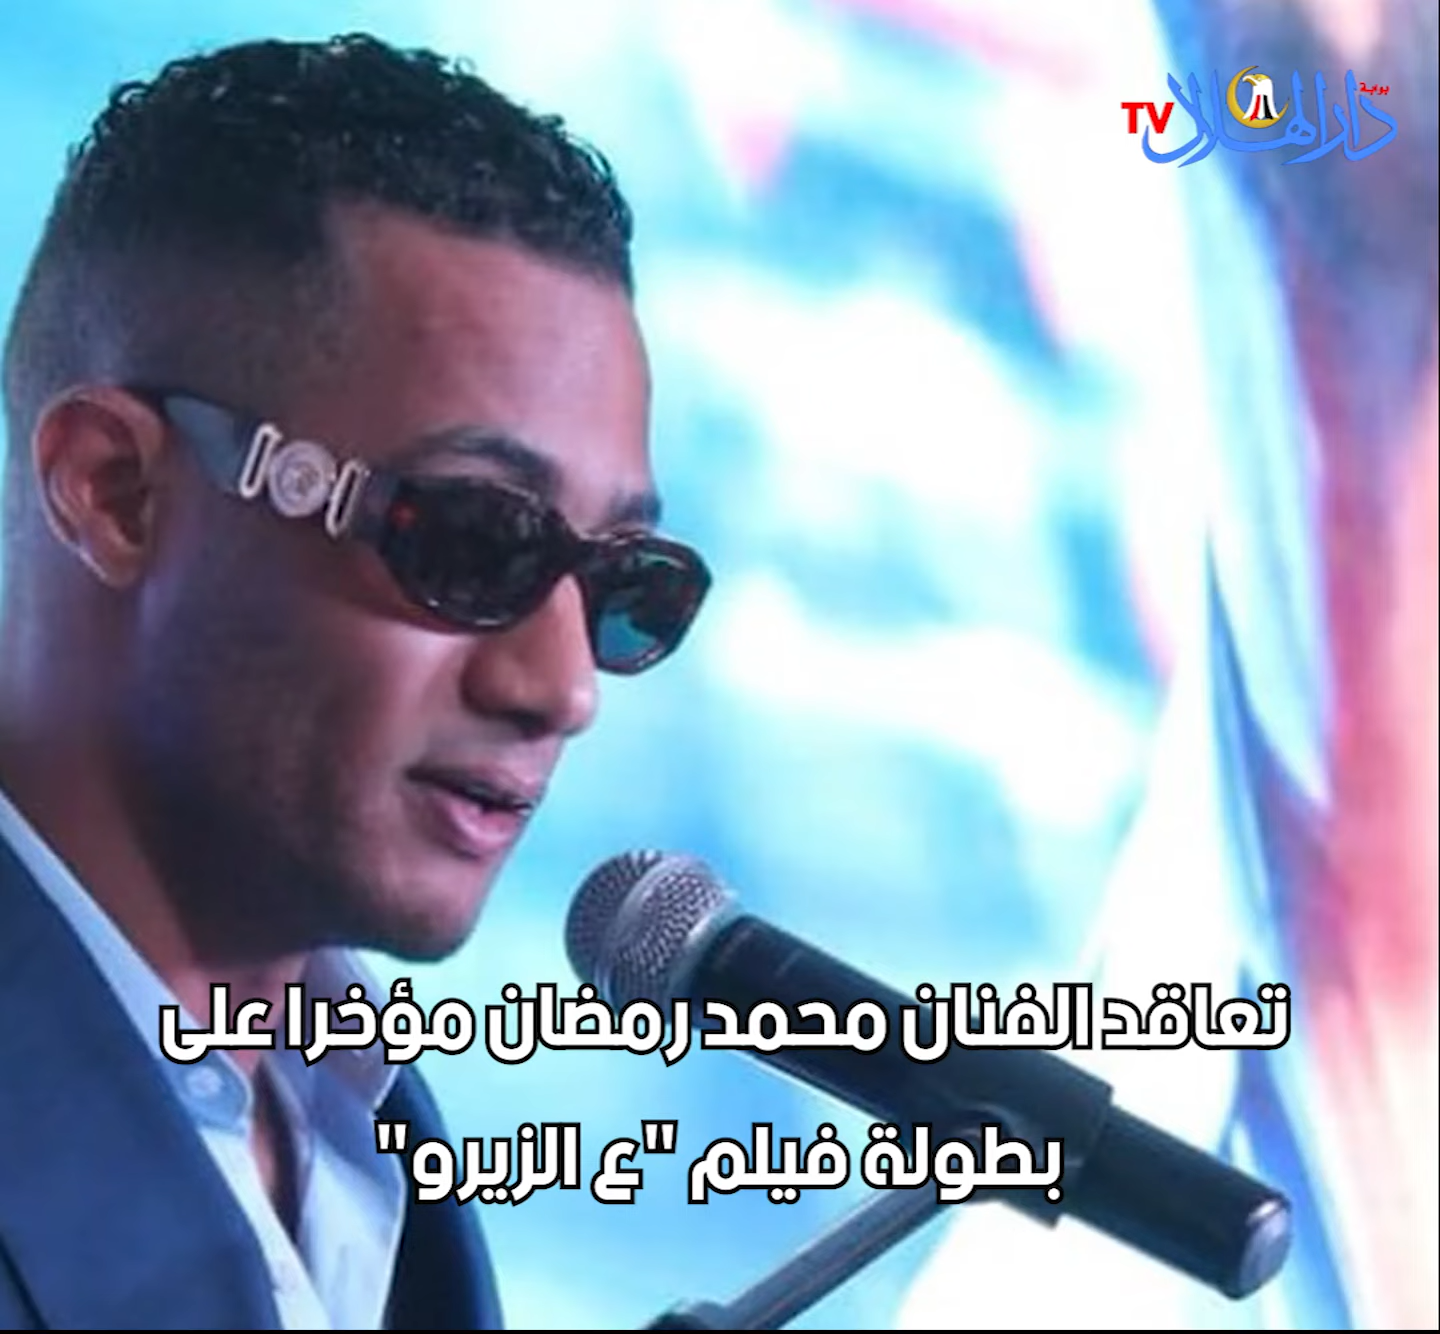 بوابة
دار الهلال TV
تعاقد الفنان محمد رمضان مؤخرا على
بطولة فيلم "ع الزيرو"